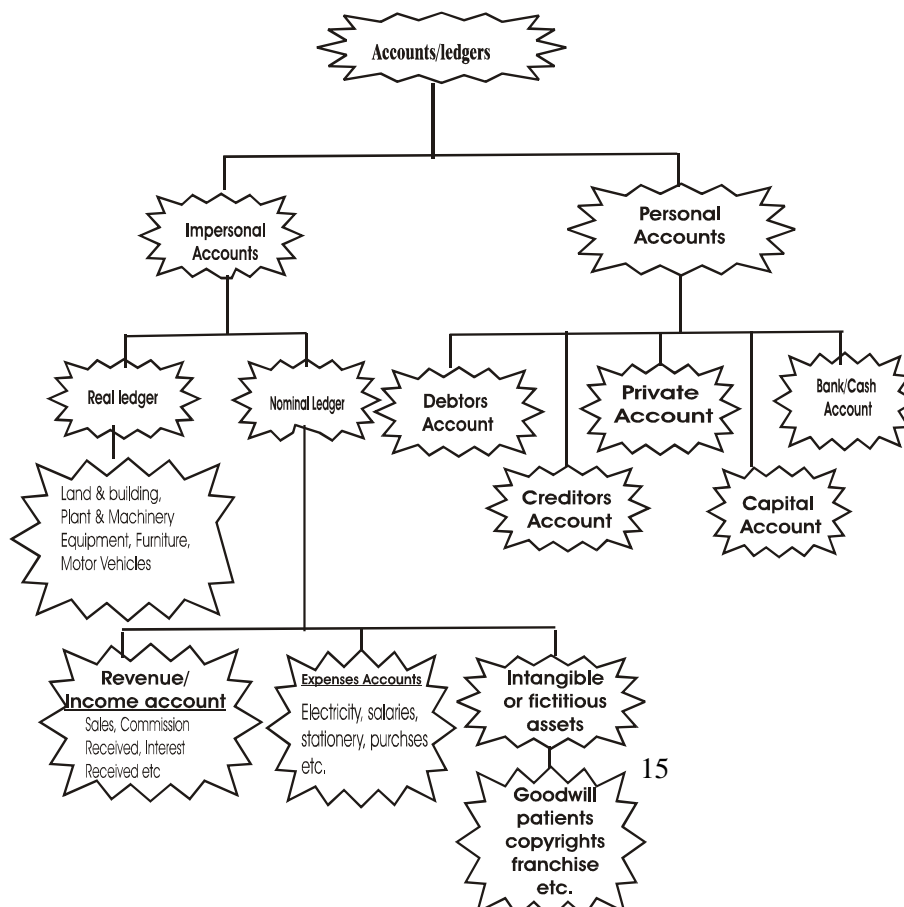 Accounts/ledgers
Impersonal
Accounts
Personal
Accounts
Real ledger
Nominal Ledger
Debtors
Account
Private
Account
Bank/Cash
Account
Creditors
Account
Capital
Account
Land & building,
Plant & Machinery
Equipment, Furniture,
Motor Vehicles
Revenue/
Income account
Sales, Commission
Received, Interest
Received etc
Expenses Accounts
Electricity, salaries,
stationery, purchses
etc.
Intangible
or fictitious
assets
15
Goodwill
patients
copyrights
franchise
etc.